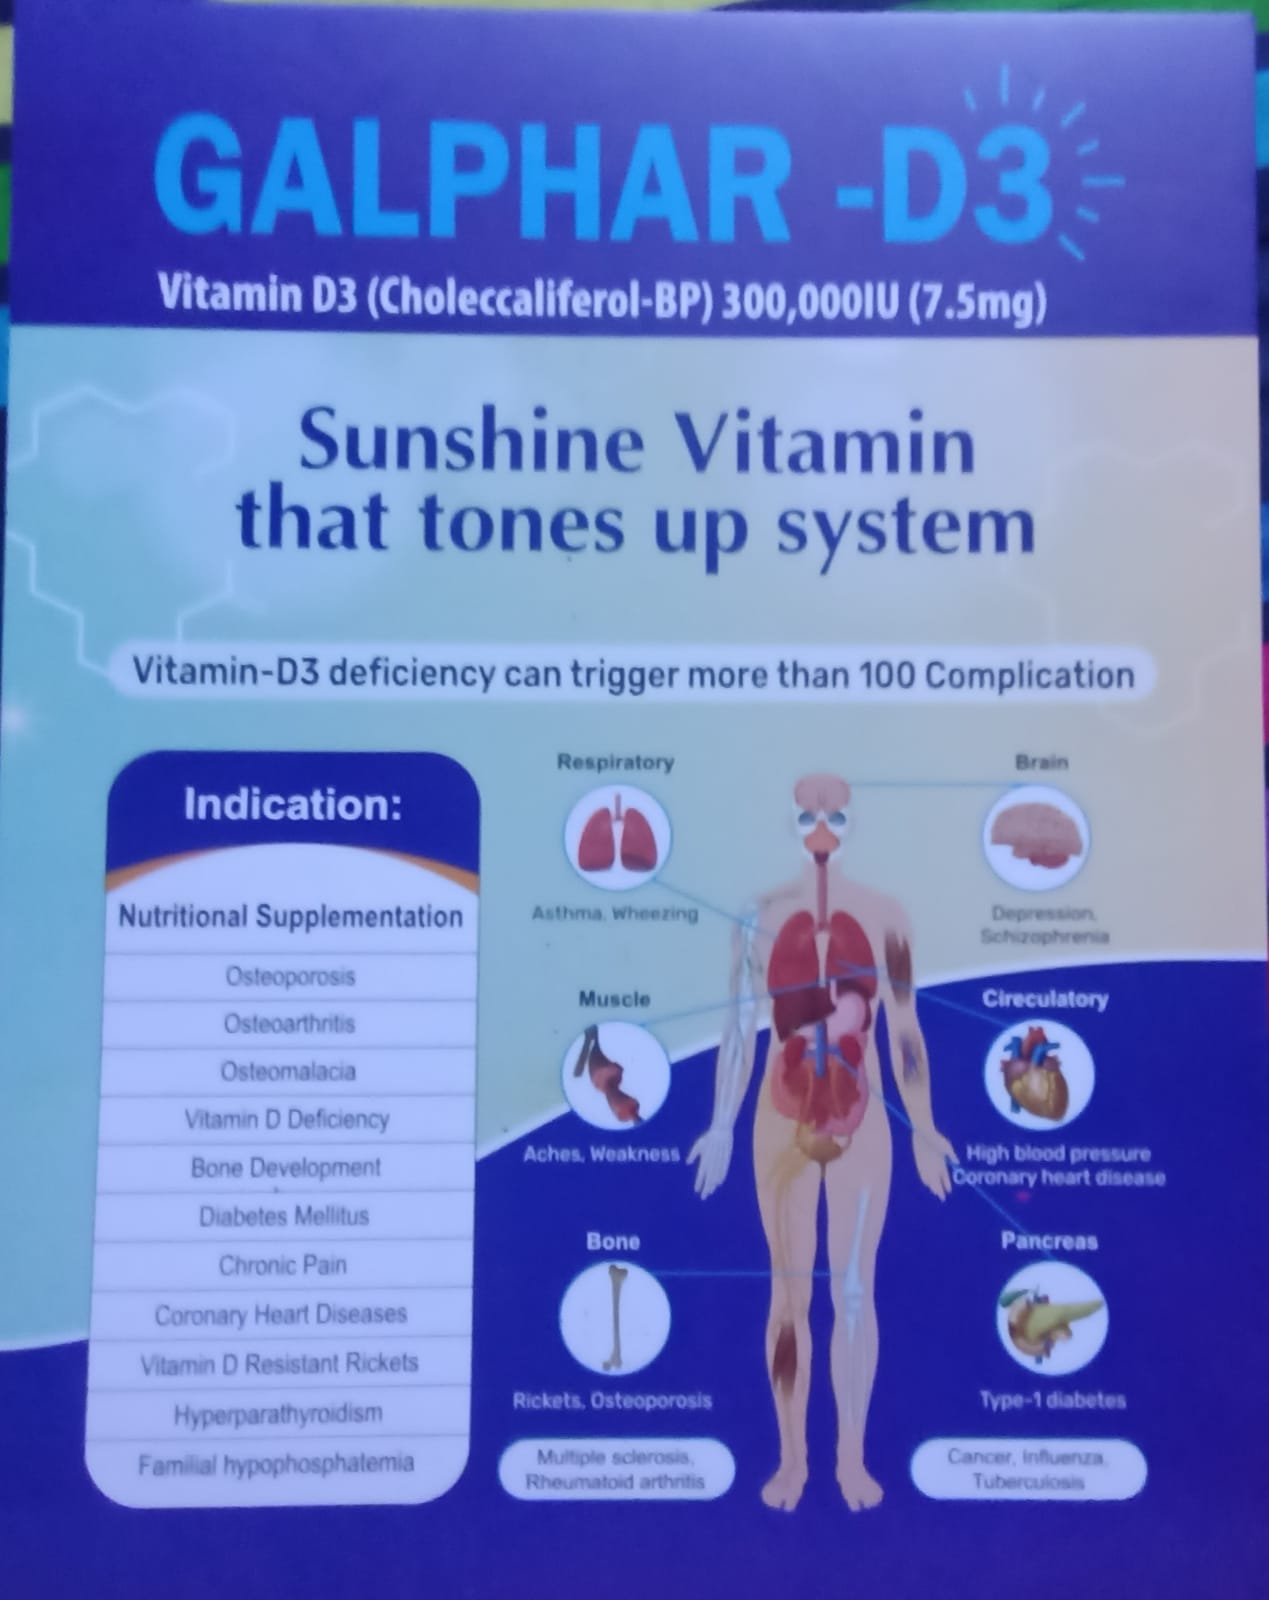 GALPHAR -D3
Vitamin D3 (Choleccaliferol-BP) 300,000IU (7.5mg)
Sunshine Vitamin
that tones up system
Vitamin-D3 deficiency can trigger more than 100 Complication
Indication:
Nutritional Supplementation
Osteoporosis
Osteoarthritis
Osteomalacia
Vitamin D Deficiency
Bone Development
Diabetes Mellitus
Chronic Pain
Coronary Heart Diseases
Vitamin D Resistant Rickets
Hyperparathyroidism
Familial hypophosphatemia
Respiratory
Asthma, Wheezing
Brain
Depression,
Schizophrenia
Muscle
Aches, Weakness
Cireculatory
High blood pressure
Coronary heart disease
Bone
Rickets, Osteoporosis
Pancreas
Type-1 diabetes
Multiple sclerosis,
Rheumatoid arthritis
Cancer, Influenza,
Tuberculosis